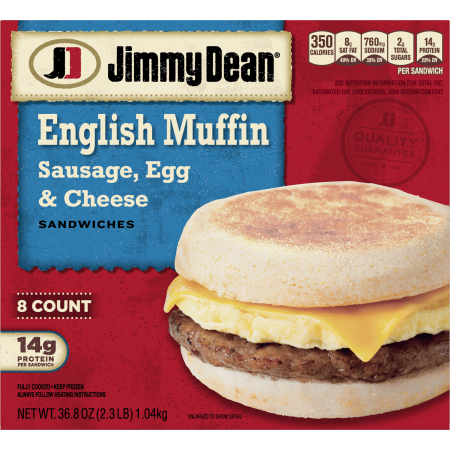 JD Jimmy Dean®
350 CALORIES
8g SAT FAT 40% DV
760mg SODIUM 33% DV
2g TOTAL SUGARS
14g PROTEIN 23% DV
PER SANDWICH
SEE NUTRITION INFORMATION FOR TOTAL FAT,
SATURATED FAT, CHOLESTEROL, AND SODIUM CONTENT
English Muffin
Sausage, Egg
& Cheese
SANDWICHES
QUALITY
GUARANTEE
8 COUNT
14g
PROTEIN
PER SANDWICH
FULLY COOKED • KEEP FROZEN
ALWAYS FOLLOW HEATING INSTRUCTIONS
NET WT. 36.8 OZ (2.3 LB) 1.04kg
ENLARGED TO SHOW DETAIL